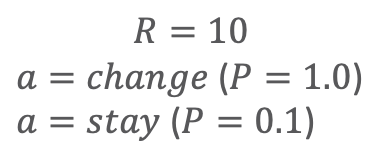 R = 10
a = change (P = 1.0)
a = stay (P = 0.1)